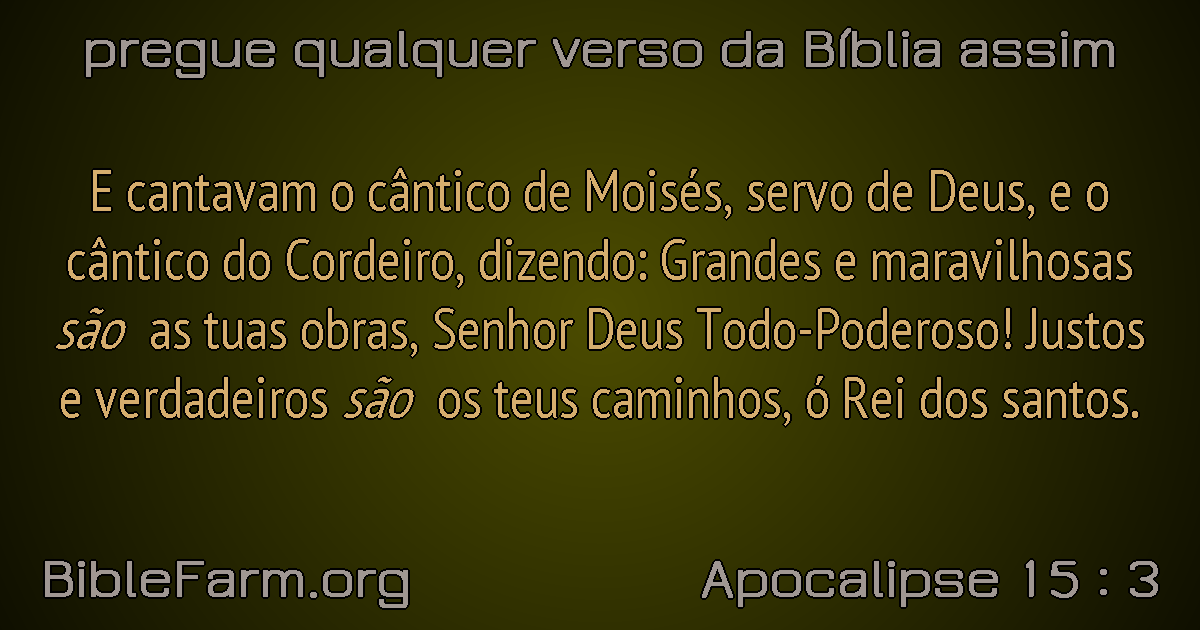 pregue qualquer verso da Bíblia assim
E cantavam o cântico de Moisés, servo de Deus, e o
cântico do Cordeiro, dizendo: Grandes e maravilhosas
são as tuas obras, Senhor Deus Todo-Poderoso! Justos
e verdadeiros são os teus caminhos, ó Rei dos santos.
BibleFarm.org
Apocalipse 15 : 3